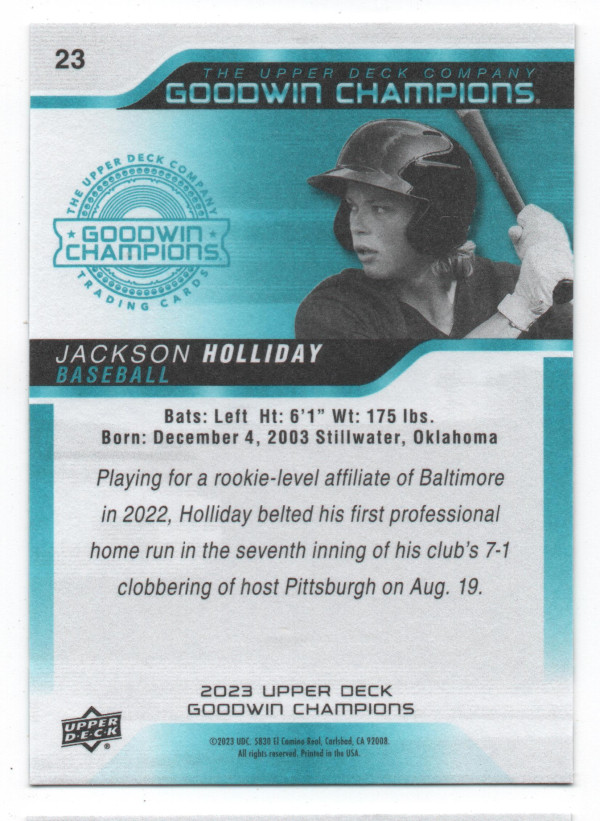 23
THE UPPER DECK COMPANY
GOODWIN CHAMPIONS®
THE UPPER DECK COMPANY
GOODWIN
CHAMPIONS
TRADING CARDS
JACKSON HOLLIDAY
BASEBALL
Bats: Left Ht: 6'1" Wt: 175 lbs.
Born: December 4, 2003 Stillwater, Oklahoma
Playing for a rookie-level affiliate of Baltimore
in 2022, Holliday belted his first professional
home run in the seventh inning of his club's 7-1
clobbering of host Pittsburgh on Aug. 19.
2023 UPPER DECK
GOODWIN CHAMPIONS
UPPER
D·E·C·K®
©2023 UDC. 5830 El Camino Real, Carlsbad, CA 92008.
All rights reserved. Printed in the USA.